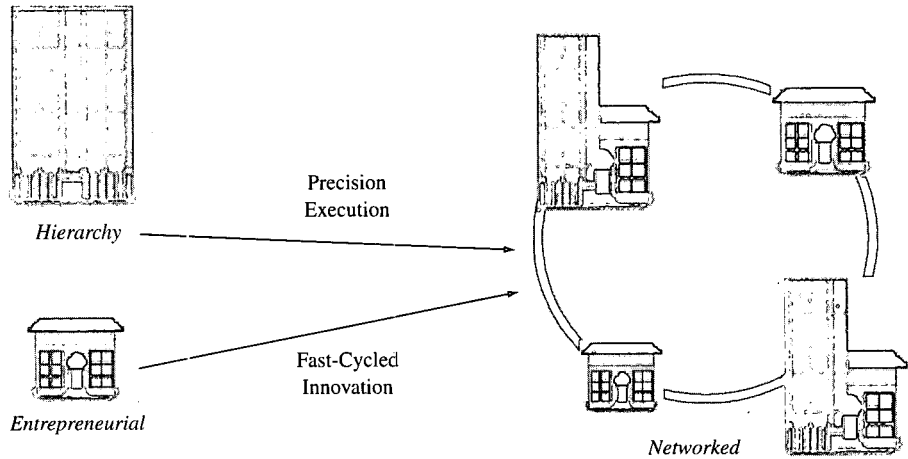 Precision
Execution
Hierarchy
Fast-Cycled
Innovation
Entrepreneurial
Networked